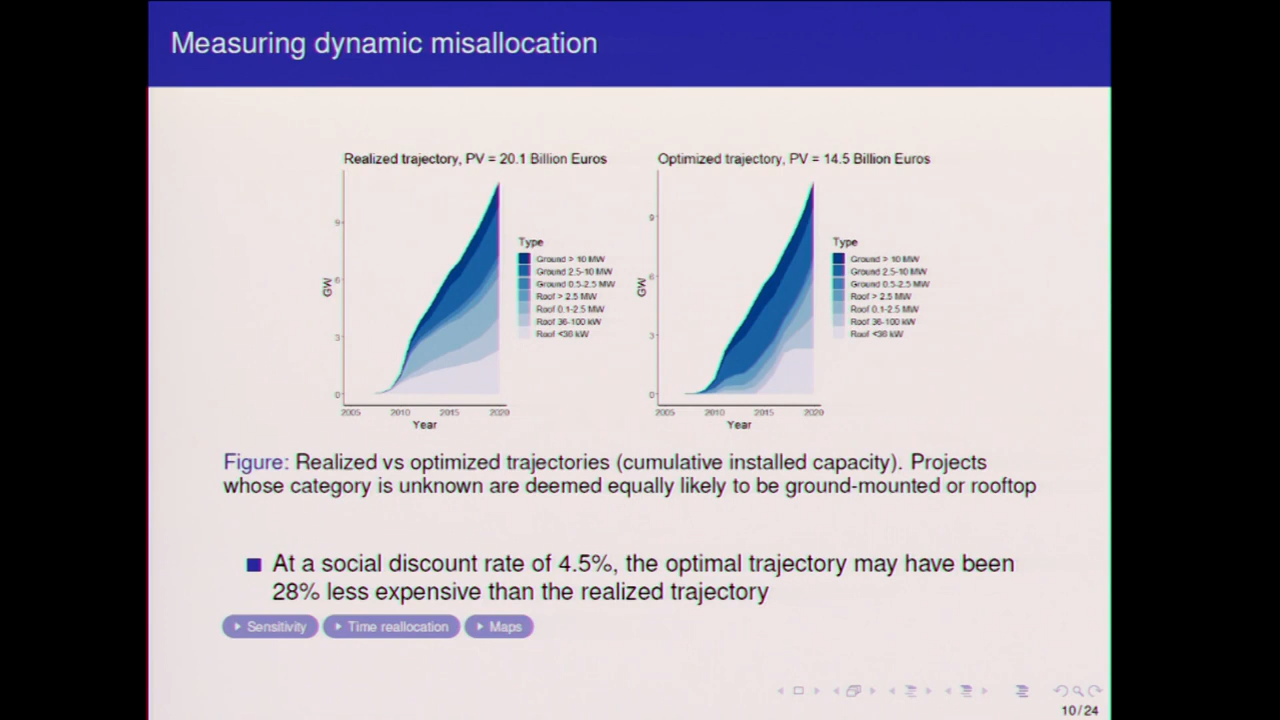 Measuring dynamic misallocation
Realized trajectory, PV = 20.1 Billion Euros
GW
9
6
3
0
2005 2010 2015 2020
Year
Type
Ground > 10 MW
Ground 2.5-10 MW
Ground 0.5-2.5 MW
Roof > 2.5 MW
Roof 0.1-2.5 MW
Roof 36-100 kW
Roof <36 kW
Optimized trajectory, PV = 14.5 Billion Euros
GW
9
6
3
0
2005 2010 2015 2020
Year
Type
Ground > 10 MW
Ground 2.5-10 MW
Ground 0.5-2.5 MW
Roof > 2.5 MW
Roof 0.1-2.5 MW
Roof 36-100 kW
Roof <36 kW
Figure: Realized vs optimized trajectories (cumulative installed capacity). Projects
whose category is unknown are deemed equally likely to be ground-mounted or rooftop
At a social discount rate of 4.5%, the optimal trajectory may have been
28% less expensive than the realized trajectory
Sensitivity Time reallocation Maps
10/24